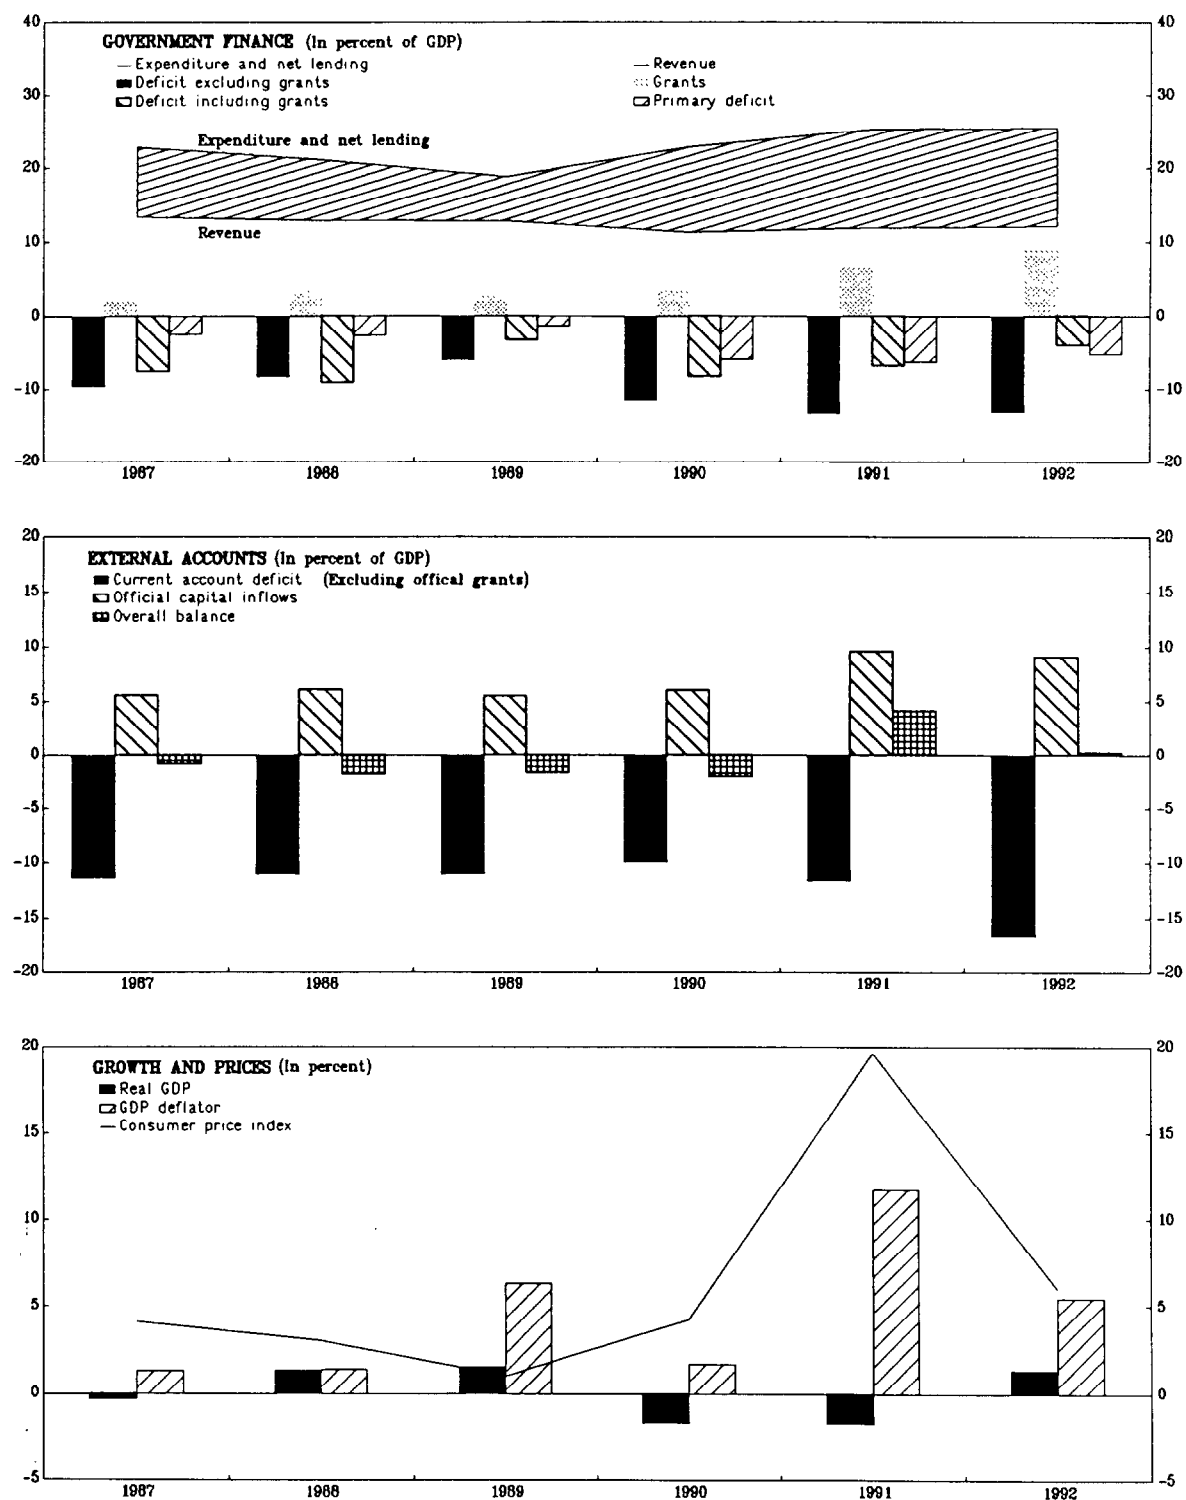 GOVERNMENT FINANCE (In percent of GDP)
Expenditure and net lending Revenue
Deficit excluding grants Grants
Deficit including grants Primary deficit
40 40
30 30
20 20
10 10
0 0
-10 -10
-20 -20
Expenditure and net lending
Revenue
1987 1988 1989 1990 1991 1992
EXTERNAL ACCOUNTS (In percent of GDP)
Current account deficit (Excluding offical grants)
Official capital inflows
Overall balance
20 20
15 15
10 10
5 5
0 0
-5 -5
-10 -10
-15 -15
-20 -20
1987 1988 1989 1990 1991 1992
GROWTH AND PRICES (In percent)
Real GDP
GDP deflator
Consumer price index
20 20
15 15
10 10
5 5
0 0
-5 -5
1987 1988 1989 1990 1991 1992